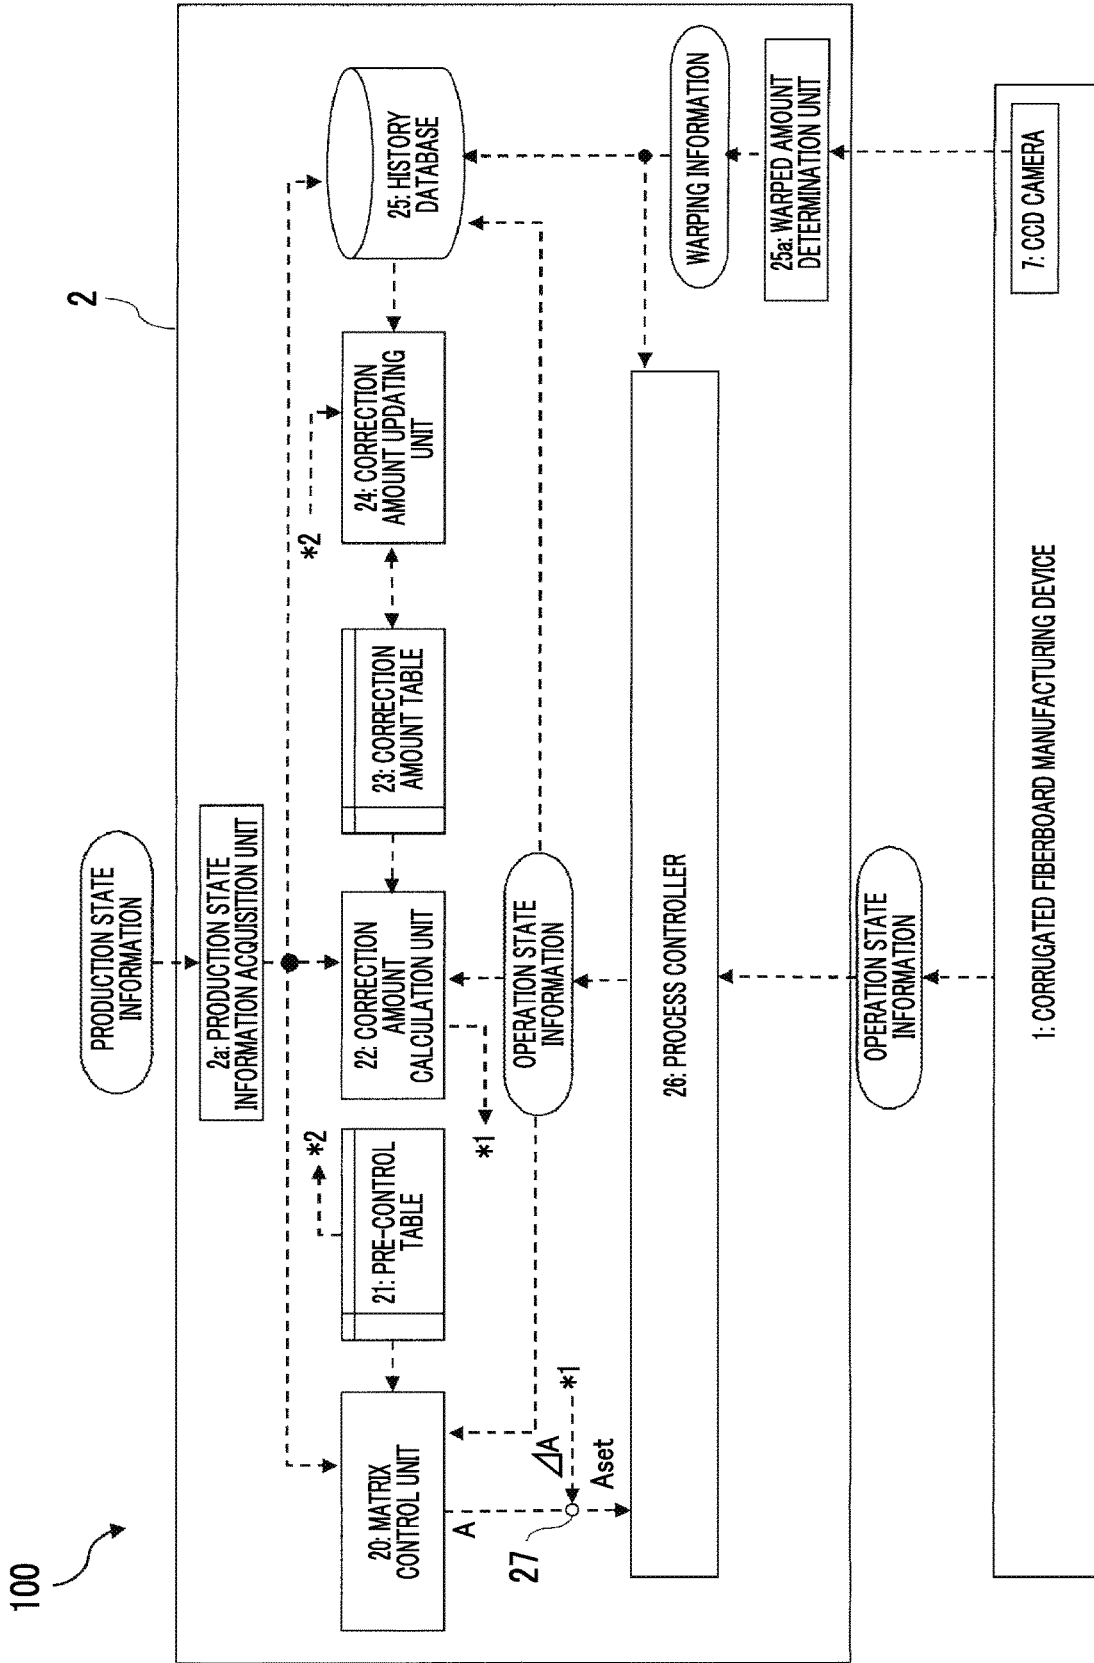 100
2
PRODUCTION STATE
INFORMATION
2a: PRODUCTION STATE
INFORMATION ACQUISITION UNIT
20: MATRIX
CONTROL UNIT
21: PRE-CONTROL
TABLE
*2
22: CORRECTION
AMOUNT
CALCULATION UNIT
*1
23: CORRECTION
AMOUNT TABLE
*2
24: CORRECTION
AMOUNT UPDATING
UNIT
25: HISTORY
DATABASE
A
27
⊿A
*1
Aset
OPERATION STATE
INFORMATION
26: PROCESS CONTROLLER
WARPING INFORMATION
25a: WARPED AMOUNT
DETERMINATION UNIT
OPERATION STATE
INFORMATION
7: CCD CAMERA
1: CORRUGATED FIBERBOARD MANUFACTURING DEVICE